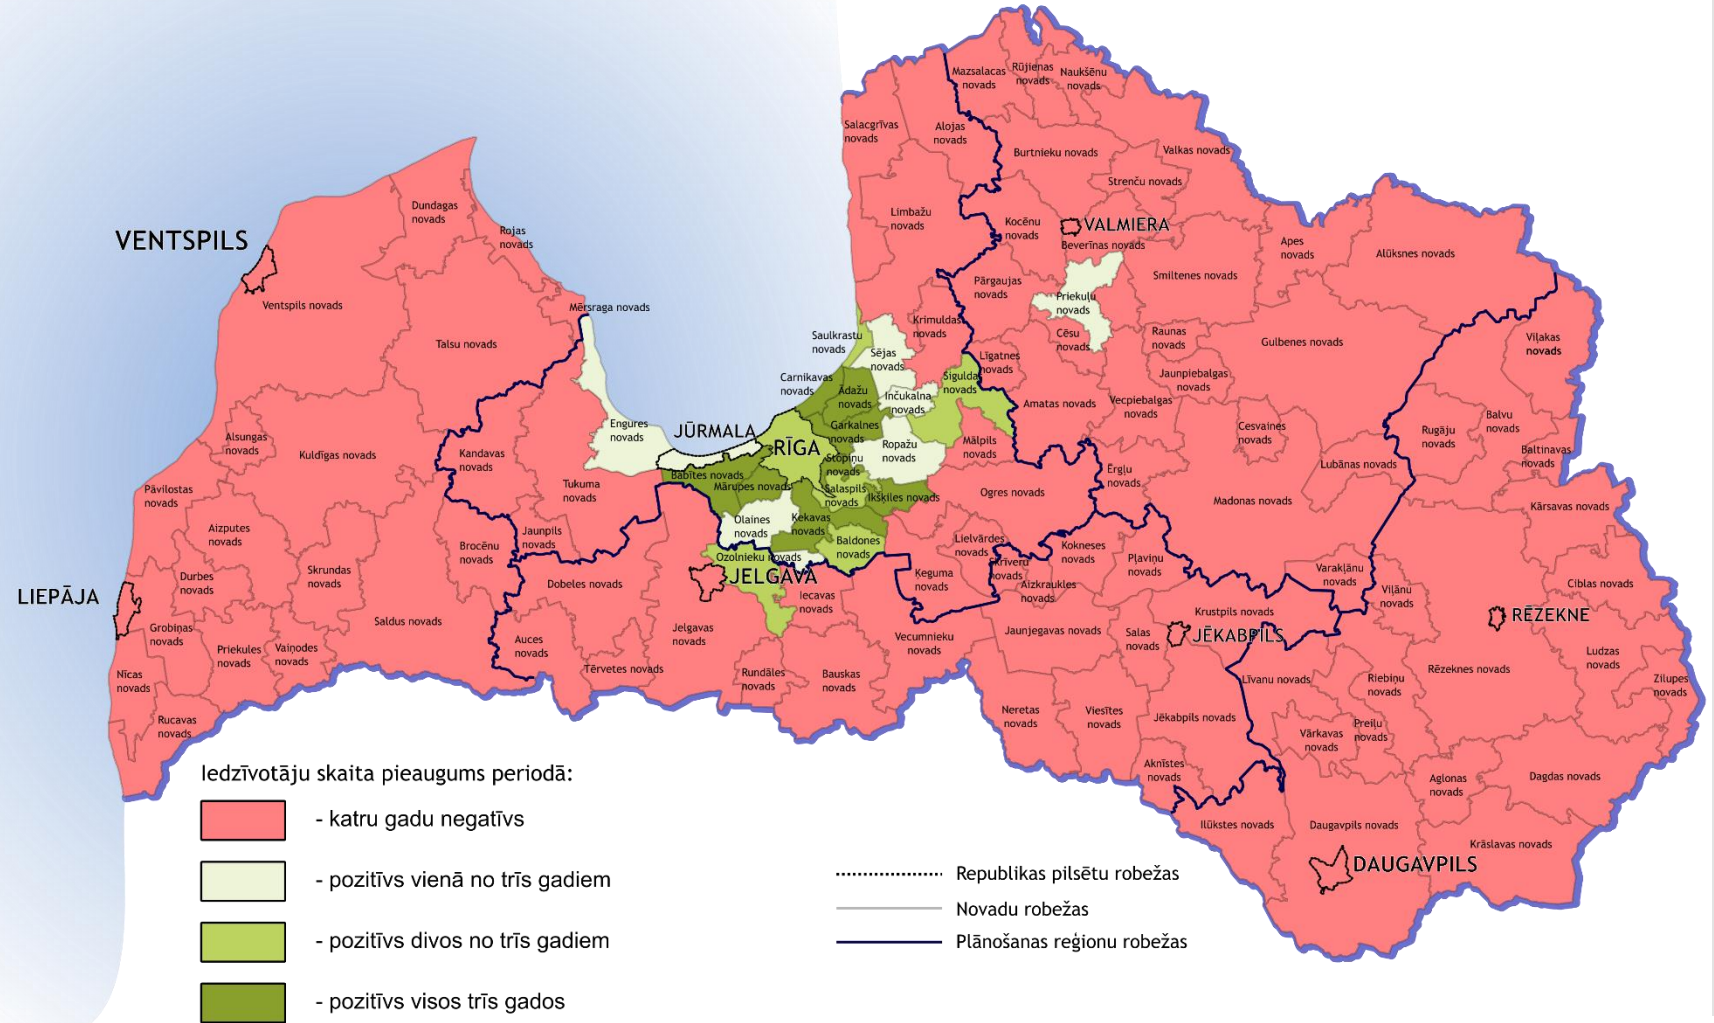 Mazsalacas
novads
Rūjienas
novads
Naukšēnu
novads
Salacgrīvas
novads
Alojas
novads
Burtnieku novads
Valkas novads
Strenču novads
Dundagas
novads
Rojas
novads
Limbažu
novads
Kocēnu
novads
VALMIERA
Beverīnas novads
VENTSPILS
Ventspils novads
Apes
novads
Alūksnes novads
Smiltenes novads
Pārgaujas
novads
Priekuļu
novads
Mērsraga novads
Talsu novads
Krimuldas
novads
Saulkrastu
novads
Sējas
novads
Cēsu
novads
Raunas
novads
Gulbenes novads
Viļakas
novads
Līgatnes
novads
Siguldas
novads
Jaunpiebalgas
novads
Carnikavas
novads
Ādažu
novads
Inčukalna
novads
Amatas novads
Vecpiebalgas
novads
Engures
novads
JŪRMALA
Garkalnes
novads
RĪGA
Ropažu
novads
Mālpils
novads
Cesvaines
novads
Rugāju
novads
Balvu
novads
Baltinavas
novads
Alsungas
novads
Kuldīgas novads
Kandavas
novads
Stopiņu
novads
Lubānas novads
Ērgļu
novads
Babītes novads
Mārupes novads
Tukuma
novads
Salaspils
novads
Ikšķiles novads
Ogres novads
Madonas novads
Pāvilostas
novads
Kārsavas novads
Aizputes
novads
Jaunpils
novads
Olaines
novads
Ķekavas
novads
Baldones
novads
Lielvārdes
novads
Kokneses
novads
Pļaviņu
novads
Brocēnu
novads
Ozolnieku novads
JELGAVA
Skrīveru
novads
Aizkraukles
novads
Varakļānu
novads
Durbes
novads
Skrundas
novads
Dobeles novads
Ķeguma
novads
Ciblas novads
Viļānu
novads
LIEPĀJA
Iecavas
novads
Krustpils novads
RĒZEKNE
Grobiņas
novads
Saldus novads
Auces
novads
Jelgavas
novads
Vecumnieku
novads
Jaunjegavas novads
Salas
novads
JĒKABPILS
Priekules
novads
Vaiņodes
novads
Tērvetes novads
Ludzas
novads
Rēzeknes novads
Nīcas
novads
Rundāles
novads
Bauskas
novads
Līvanu novads
Riebiņu
novads
Zilupes
novads
Rucavas
novads
Neretas
novads
Viesītes
novads
Jēkabpils novads
Vārkavas
novads
Preiļu
novads
Aknīstes
novads
Aglonas
novads
Dagdas novads
Ilūkstes novads
Daugavpils novads
Krāslavas novads
DAUGAVPILS
Iedzīvotāju skaita pieaugums periodā:
- katru gadu negatīvs
- pozitīvs vienā no trīs gadiem
- pozitīvs divos no trīs gadiem
- pozitīvs visos trīs gados
Republikas pilsētu robežas
Novadu robežas
Plānošanas reģionu robežas